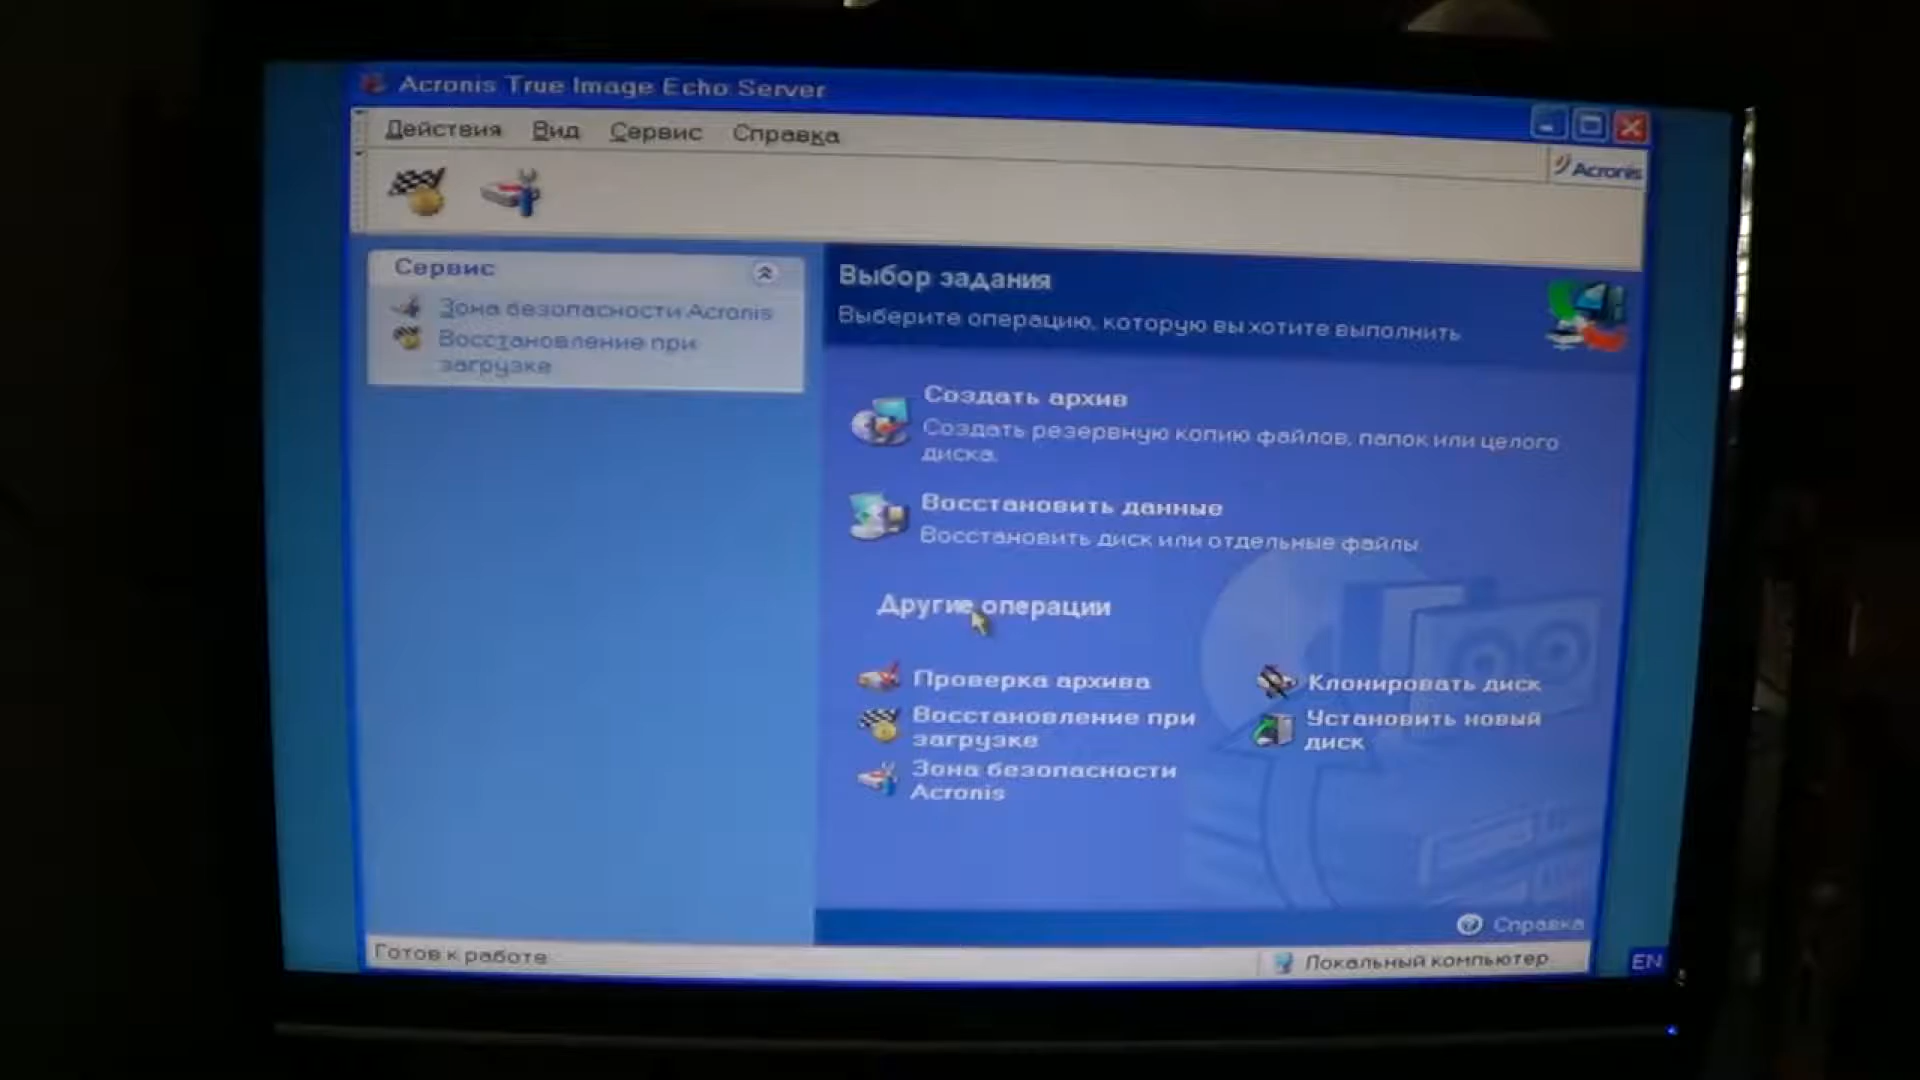 Acronis True Image Echo Server
Действия Вид Сервис Справка
Acronis
Сервис
Зона безопасности Acronis
Восстановление при
загрузке
Выбор задания
Выберите операцию, которую вы хотите выполнить
Создать архив
Создать резервную копию файлов, папок или целого
диска.
Восстановить данные
Восстановить диск или отдельные файлы
Другие операции
Проверка архива
Восстановление при
загрузке
Зона безопасности
Acronis
Клонировать диск
Установить новый
диск
Справка
Готов к работе
Локальный компьютер
EN